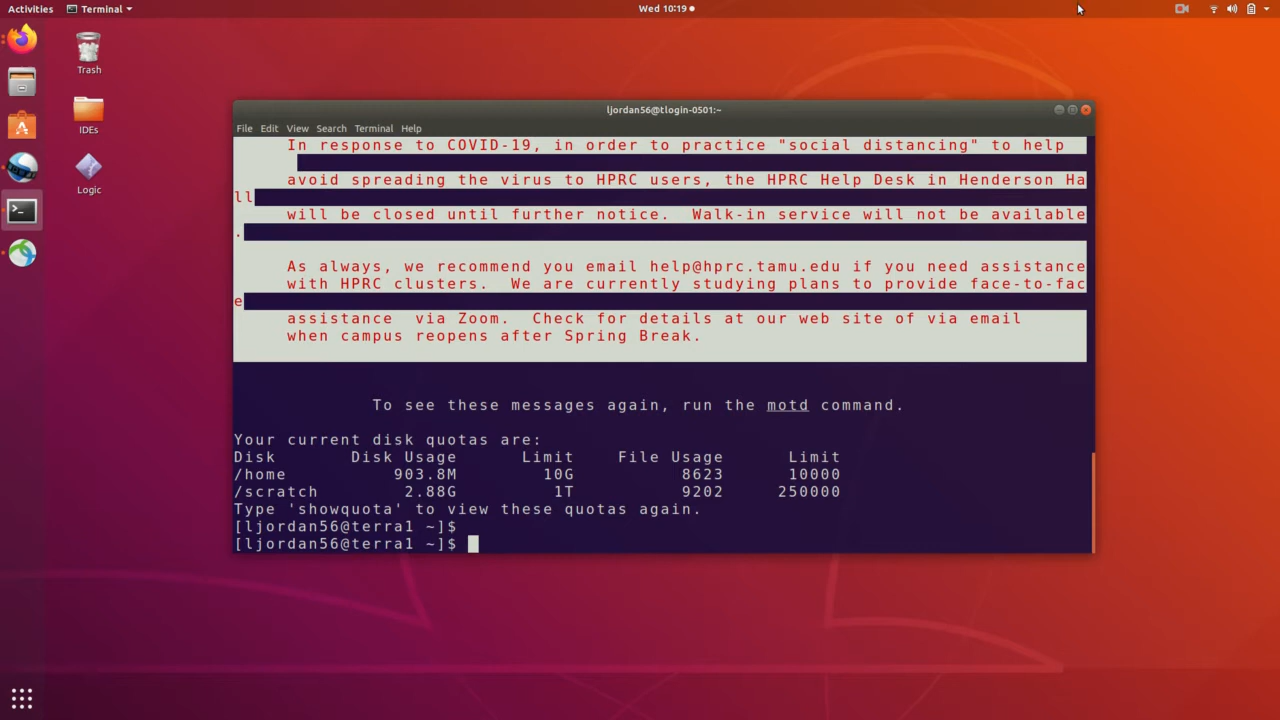 Activities Terminal Wed 10:19
Trash
IDEs
Logic
ljordan56@tlogin-0501:~
File Edit View Search Terminal Help
In response to COVID-19, in order to practice "social distancing" to help
avoid spreading the virus to HPRC users, the HPRC Help Desk in Henderson Ha
ll
will be closed until further notice.  Walk-in service will not be available
.
As always, we recommend you email help@hprc.tamu.edu if you need assistance
with HPRC clusters.  We are currently studying plans to provide face-to-fac
e
assistance  via Zoom.  Check for details at our web site of via email
when campus reopens after Spring Break.
To see these messages again, run the motd command.
Your current disk quotas are:
Disk Disk Usage Limit File Usage Limit
/home 903.8M 10G 8623 10000
/scratch 2.88G 1T 9202 250000
Type 'showquota' to view these quotas again.
[ljordan56@terra1 ~]$
[ljordan56@terra1 ~]$